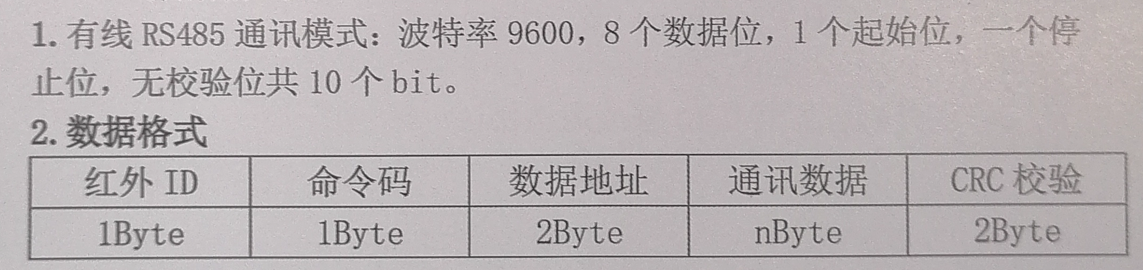 1.有线 RS485 通讯模式：波特率 9600，8 个数据位，1 个起始位，一个停
止位，无校验位共 10 个 bit。
2.数据格式
红外 ID 命令码 数据地址 通讯数据 CRC 校验
1Byte 1Byte 2Byte nByte 2Byte